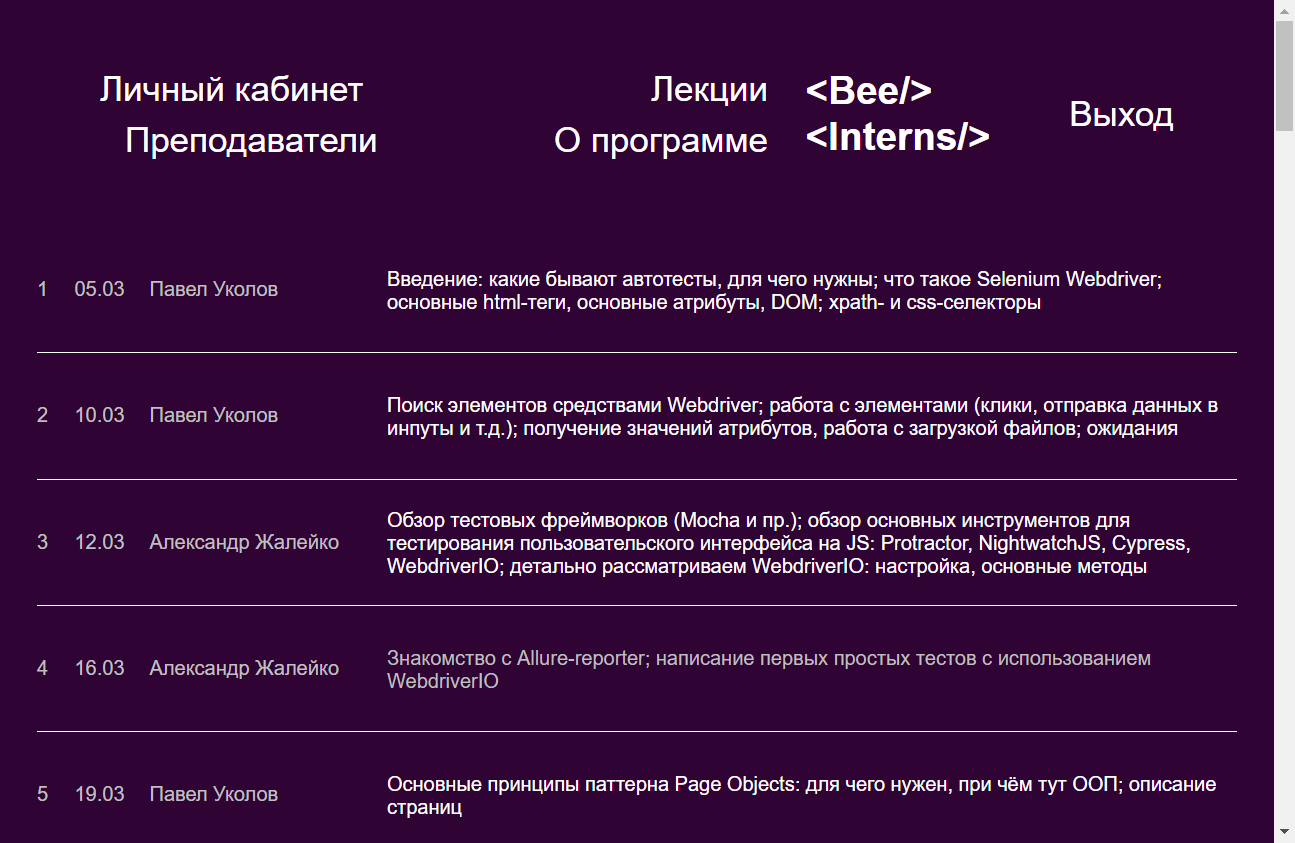 Личный кабинет
Лекции
<Bee/>
Преподаватели
О программе
<Interns/>
Выход
1 05.03 Павел Уколов
Введение: какие бывают автотесты, для чего нужны; что такое Selenium Webdriver;
основные html-теги, основные атрибуты, DOM; xpath- и css-селекторы
2 10.03 Павел Уколов
Поиск элементов средствами Webdriver; работа с элементами (клики, отправка данных в
инпуты и т.д.); получение значений атрибутов, работа с загрузкой файлов; ожидания
3 12.03 Александр Жалейко
Обзор тестовых фреймворков (Mocha и пр.); обзор основных инструментов для
тестирования пользовательского интерфейса на JS: Protractor, NightwatchJS, Cypress,
WebdriverIO; детально рассматриваем WebdriverIO: настройка, основные методы
4 16.03 Александр Жалейко
Знакомство с Allure-reporter; написание первых простых тестов с использованием
WebdriverIO
5 19.03 Павел Уколов
Основные принципы паттерна Page Objects: для чего нужен, при чём тут ООП; описание
страниц